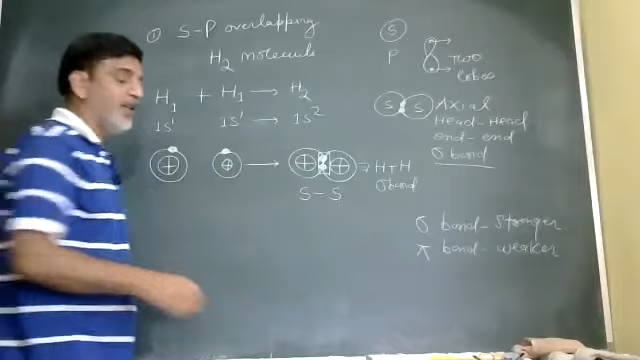 ① S-P overlapping
H2 molecule
H1 + H1 → H2
1s1 1s1 → 1s2
+ + → + +
S - S
⇒ H-H
σ bond
S
P
Two
lobes
S S Axial
Head-Head
end-end
σ bond
σ bond - stronger
π bond - weaker